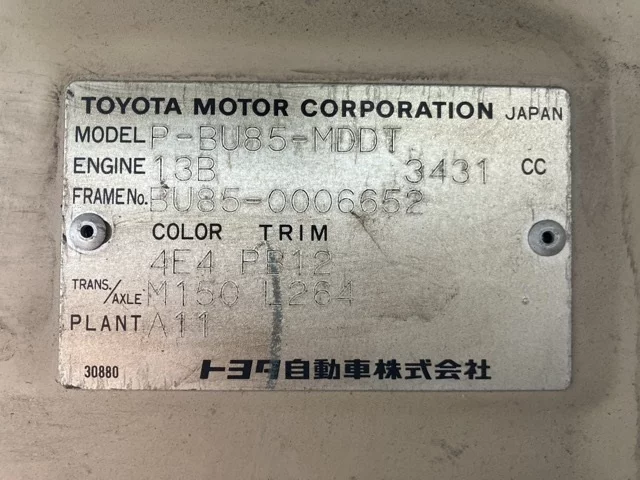 TOYOTA MOTOR CORPORATION JAPAN
MODEL P-BU85-MDDT
ENGINE 13B 3431 CC
FRAME No. BU85-0006652
COLOR TRIM
4E4 PB12
TRANS./AXLE M150 L264
PLANT A11
30880 トヨタ自動車株式会社